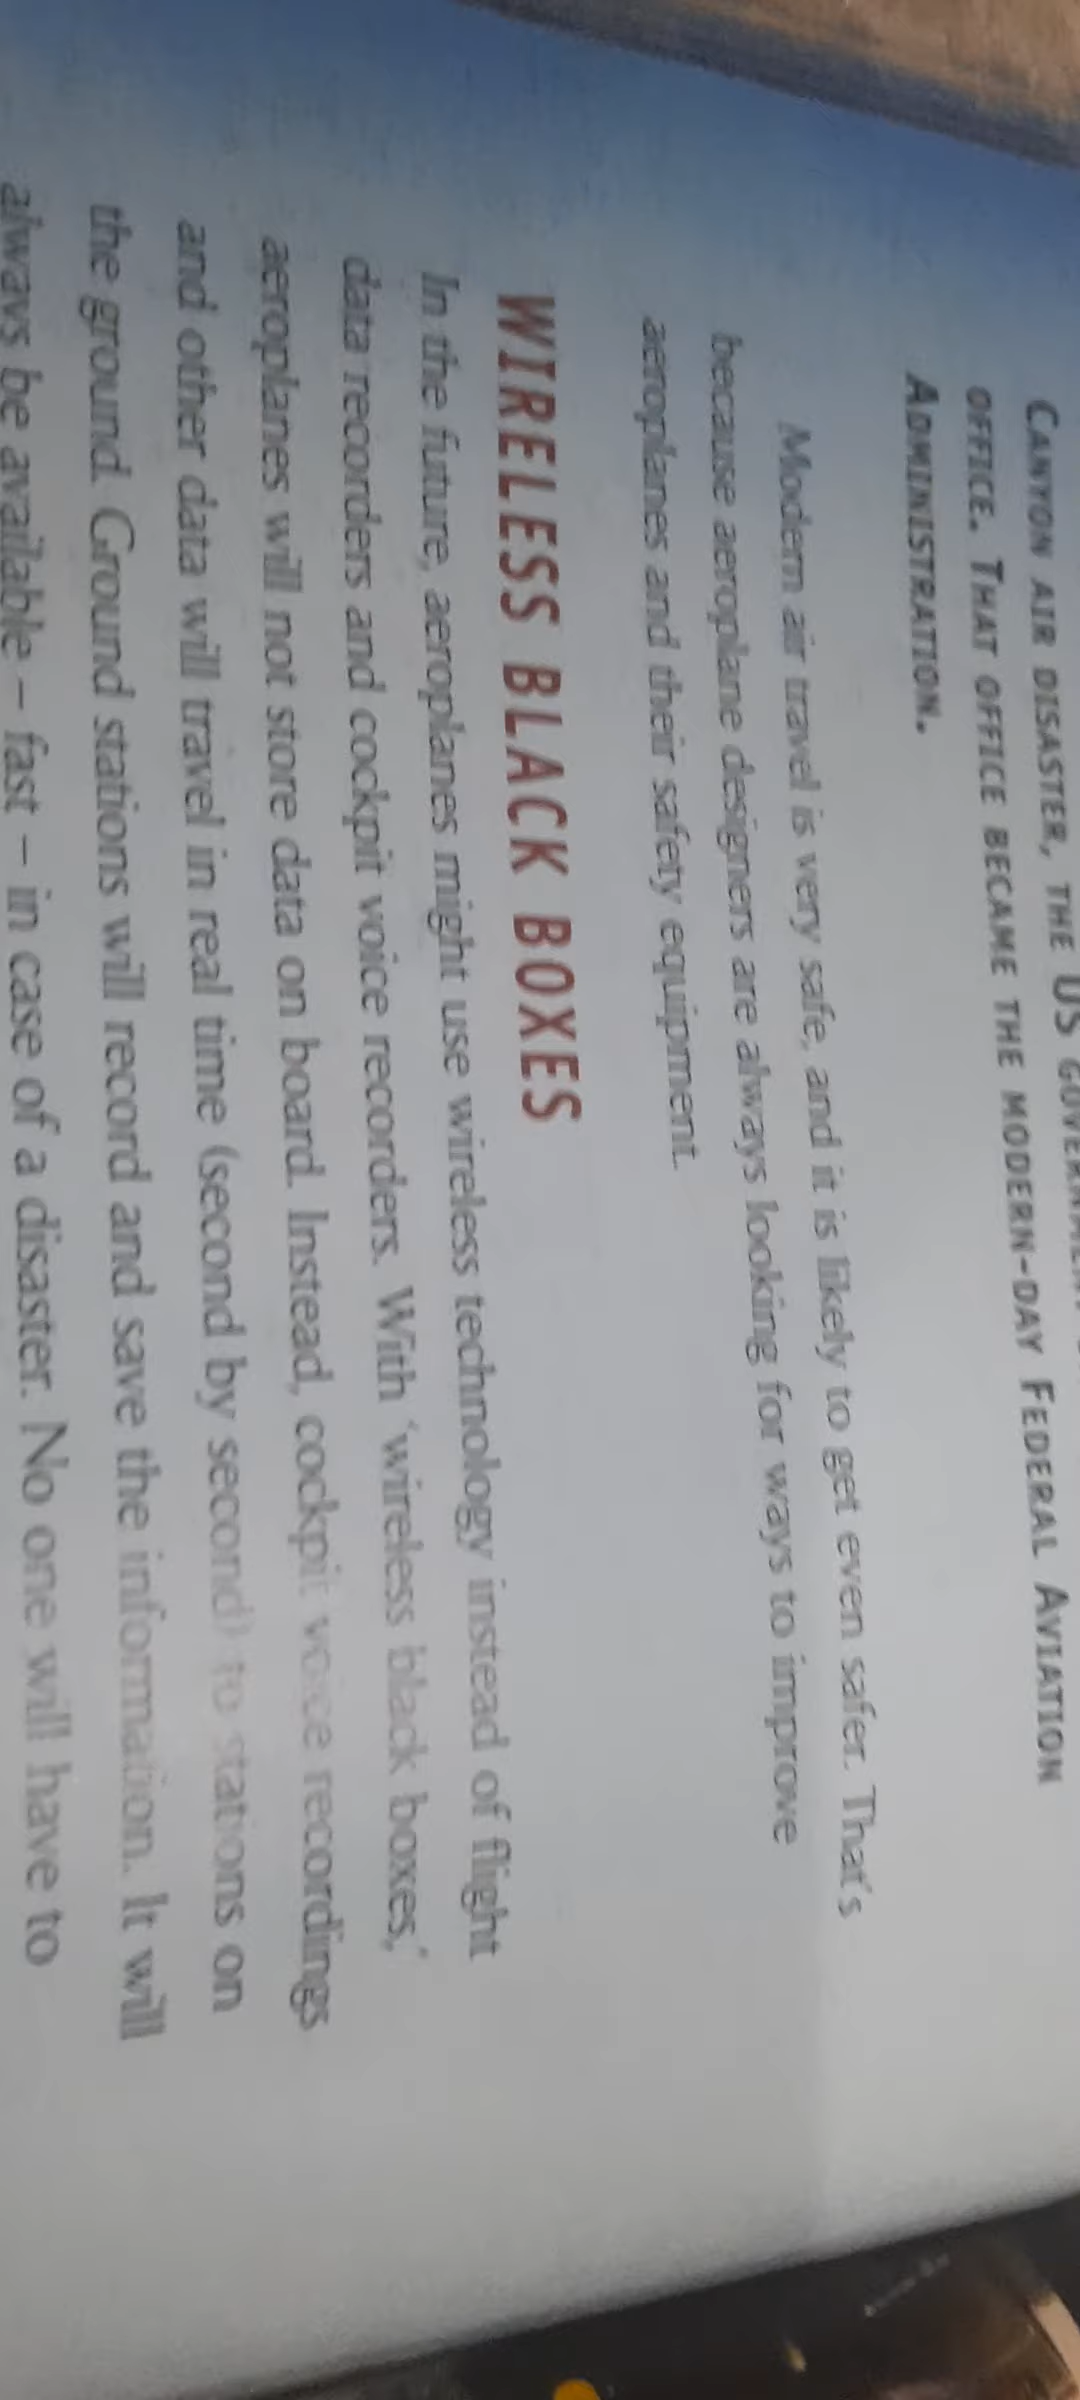 CANYON AIR DISASTER, THE US GOVERNMENT
OFFICE. THAT OFFICE BECAME THE MODERN-DAY FEDERAL AVIATION
ADMINISTRATION.
Modern air travel is very safe, and it is likely to get even safer. That's
because aeroplane designers are always looking for ways to improve
aeroplanes and their safety equipment.
WIRELESS BLACK BOXES
In the future, aeroplanes might use wireless technology instead of flight
data recorders and cockpit voice recorders. With 'wireless black boxes,'
aeroplanes will not store data on board. Instead, cockpit voice recordings
and other data will travel in real time (second by second) to stations on
the ground. Ground stations will record and save the information. It will
always be available – fast – in case of a disaster. No one will have to